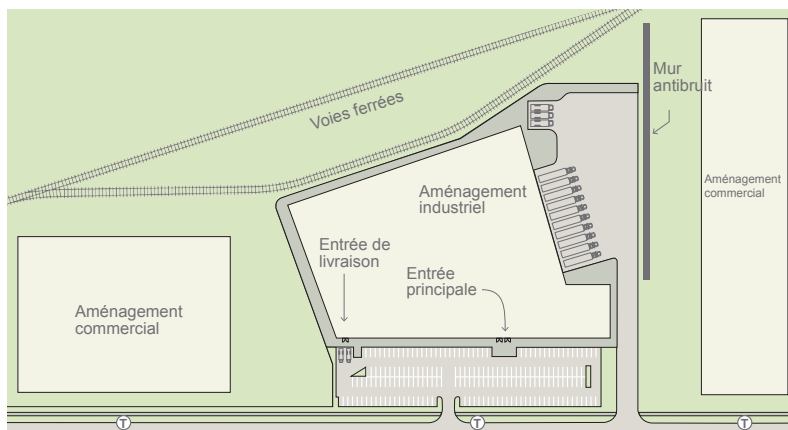 Mur
antibruit
Voies ferrées
Aménagement
industriel
Aménagement
commercial
Entrée de
livraison
Entrée
principale
Aménagement
commercial
T
T
T